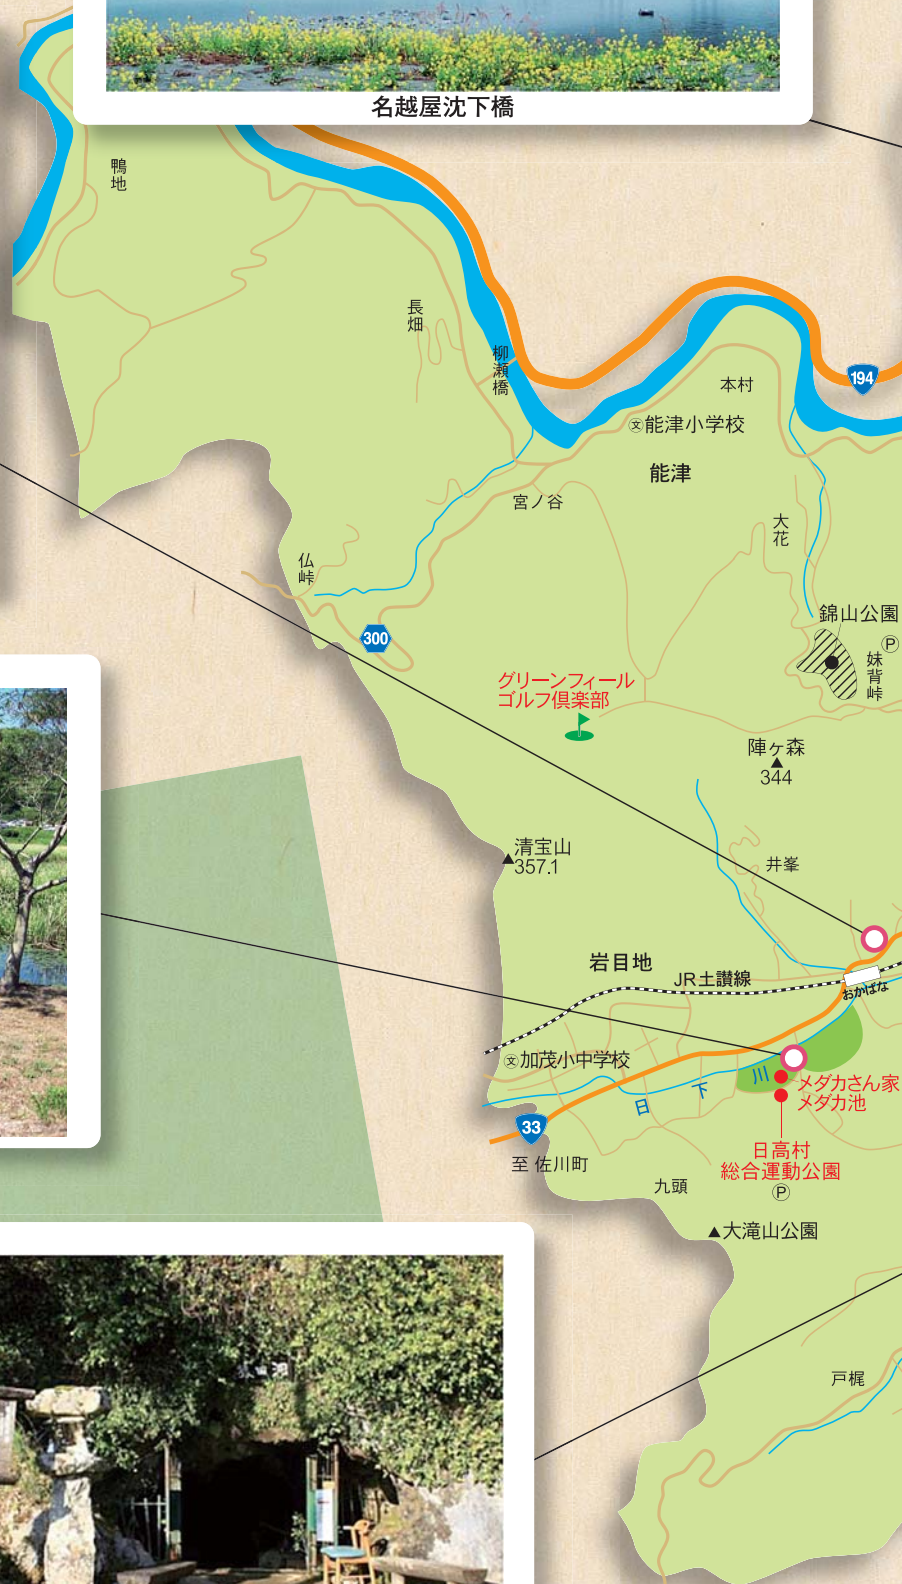 名越屋沈下橋
鴨地
長畑
柳瀬橋
194
本村
文能津小学校
能津
宮ノ谷
大花
仏峠
300
錦山公園
P
妹背峠
グリーンフィール
ゴルフ倶楽部
陣ヶ森
344
清宝山
357.1
井峯
岩目地
JR土讃線
おかばな
文加茂小中学校
日下川
メダカさん家
メダカ池
33
至 佐川町
日高村
総合運動公園
P
九頭
大滝山公園
戸梶